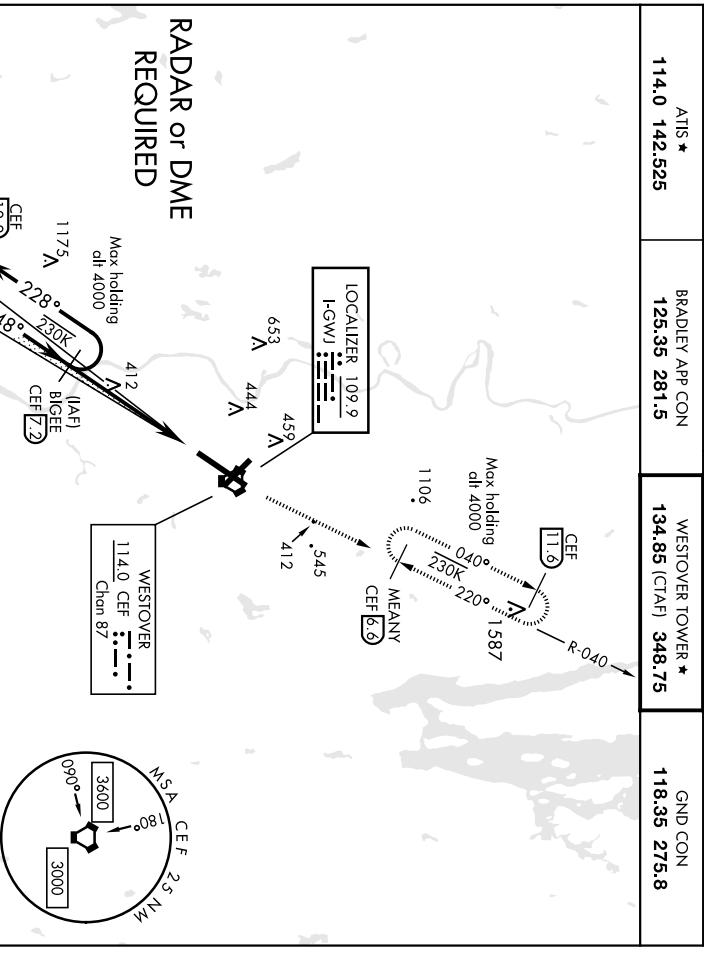 ATIS ★
114.0 142.525
BRADLEY APP CON
125.35 281.5
WESTOVER TOWER ★
134.85 (CTAF) 348.75
GND CON
118.35 275.8
RADAR or DME
REQUIRED
LOCALIZER 109.9
I-GWJ
CEF
11.6
R-040
Max holding
alt 4000
040°
230K
220°
1587
1106
MEANY
CEF 6.6
545
412
653
444
459
Max holding
alt 4000
1175
CEF
228°
230K
48°
412
(IAF)
BIGEE
CEF 7.2
WESTOVER
114.0 CEF
Chan 87
MSA CEF 25 NM
180°
3600
090°
3000